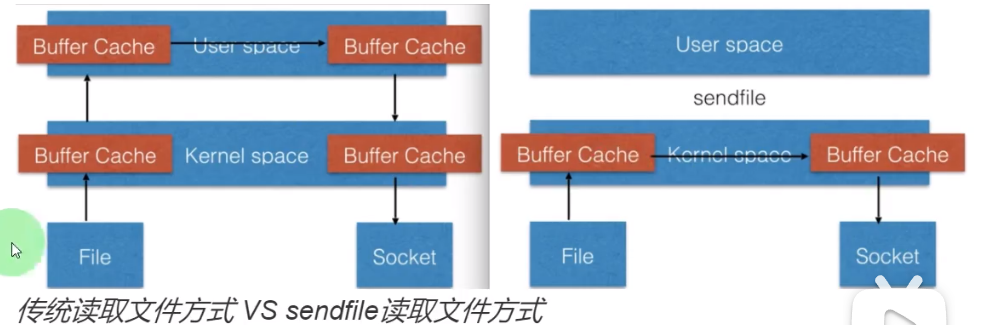 Buffer Cache User space Buffer Cache
Buffer Cache Kernel space Buffer Cache
File Socket
User space
sendfile
Buffer Cache Kernel space Buffer Cache
File Socket
传统读取文件方式 VS sendfile读取文件方式